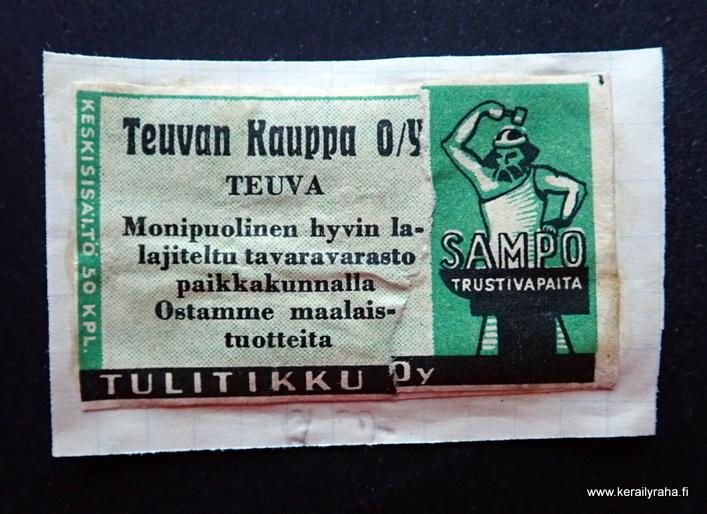 KESKISISÄLTÖ 50 KPL.
Teuvan Kauppa O/Y
TEUVA
Monipuolinen hyvin la-
lajiteltu tavaravarasto
paikkakunnalla
Ostamme maalais-
tuotteita
TULITIKKU Oy
SAMPO
TRUSTIVAPAITA
www.kerailyraha.fi